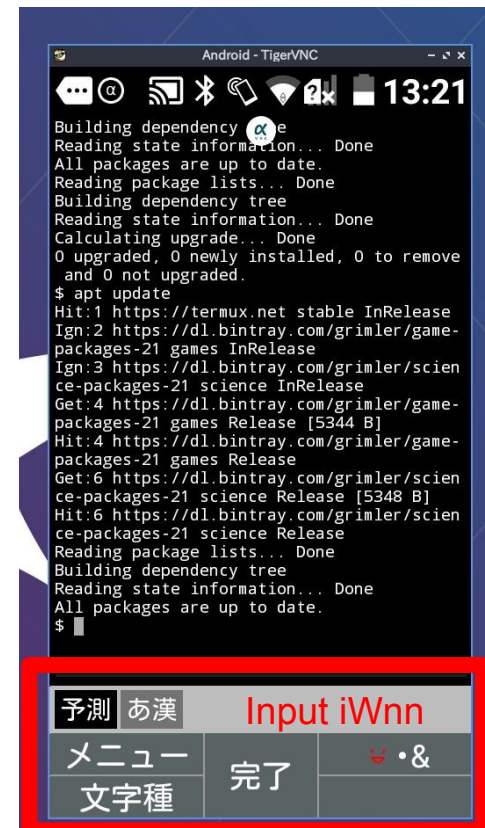 Android - TigerVNC
α 13:21
Building dependency e
Reading state information... Done
All packages are up to date.
Reading package lists... Done
Building dependency tree
Reading state information... Done
Calculating upgrade... Done
0 upgraded, 0 newly installed, 0 to remove
and 0 not upgraded.
$ apt update
Hit:1 https://termux.net stable InRelease
Ign:2 https://dl.bintray.com/grimler/game-
packages-21 games InRelease
Ign:3 https://dl.bintray.com/grimler/scien
ce-packages-21 science InRelease
Get:4 https://dl.bintray.com/grimler/game-
packages-21 games Release [5344 B]
Hit:4 https://dl.bintray.com/grimler/game-
packages-21 games Release
Get:6 https://dl.bintray.com/grimler/scien
ce-packages-21 science Release [5348 B]
Hit:6 https://dl.bintray.com/grimler/scien
ce-packages-21 science Release
Reading package lists... Done
Building dependency tree
Reading state information... Done
All packages are up to date.
$
予測 あ漢 Input iWnn
メニュー 完了 ・&
文字種